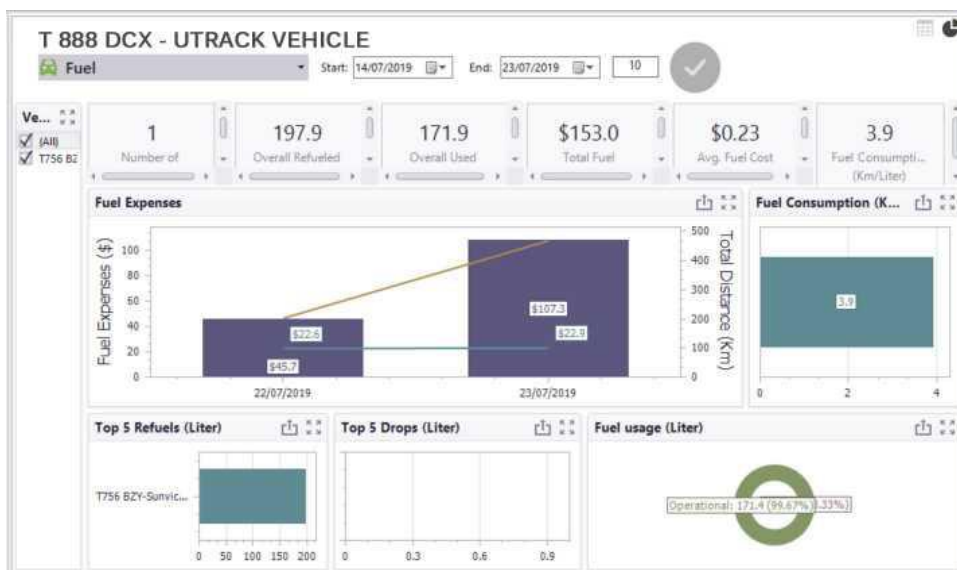 T 888 DCX - UTRACK VEHICLE
Fuel Start: 14/07/2019 End: 23/07/2019 10
Ve...
(All)
T756 BZ
1 197.9 171.9 $153.0 $0.23 3.9
Number of Overall Refueled Overall Used Total Fuel Avg. Fuel Cost Fuel Consumpti...
(Km/Liter)
Fuel Expenses
Fuel Expenses ($)
100
80
60
40
20
0
$22.6
$45.7
$107.3
$22.9
22/07/2019 23/07/2019
500
400
300
200
100
0
Total Distance (Km)
Fuel Consumption (K...
3.9
0 2 4
Top 5 Refuels (Liter)
T756 BZY-Sunvic...
0 50 100 150 200
Top 5 Drops (Liter)
0 0.3 0.6 0.9
Fuel usage (Liter)
Operational: 171.4 (99.67%) .33%)